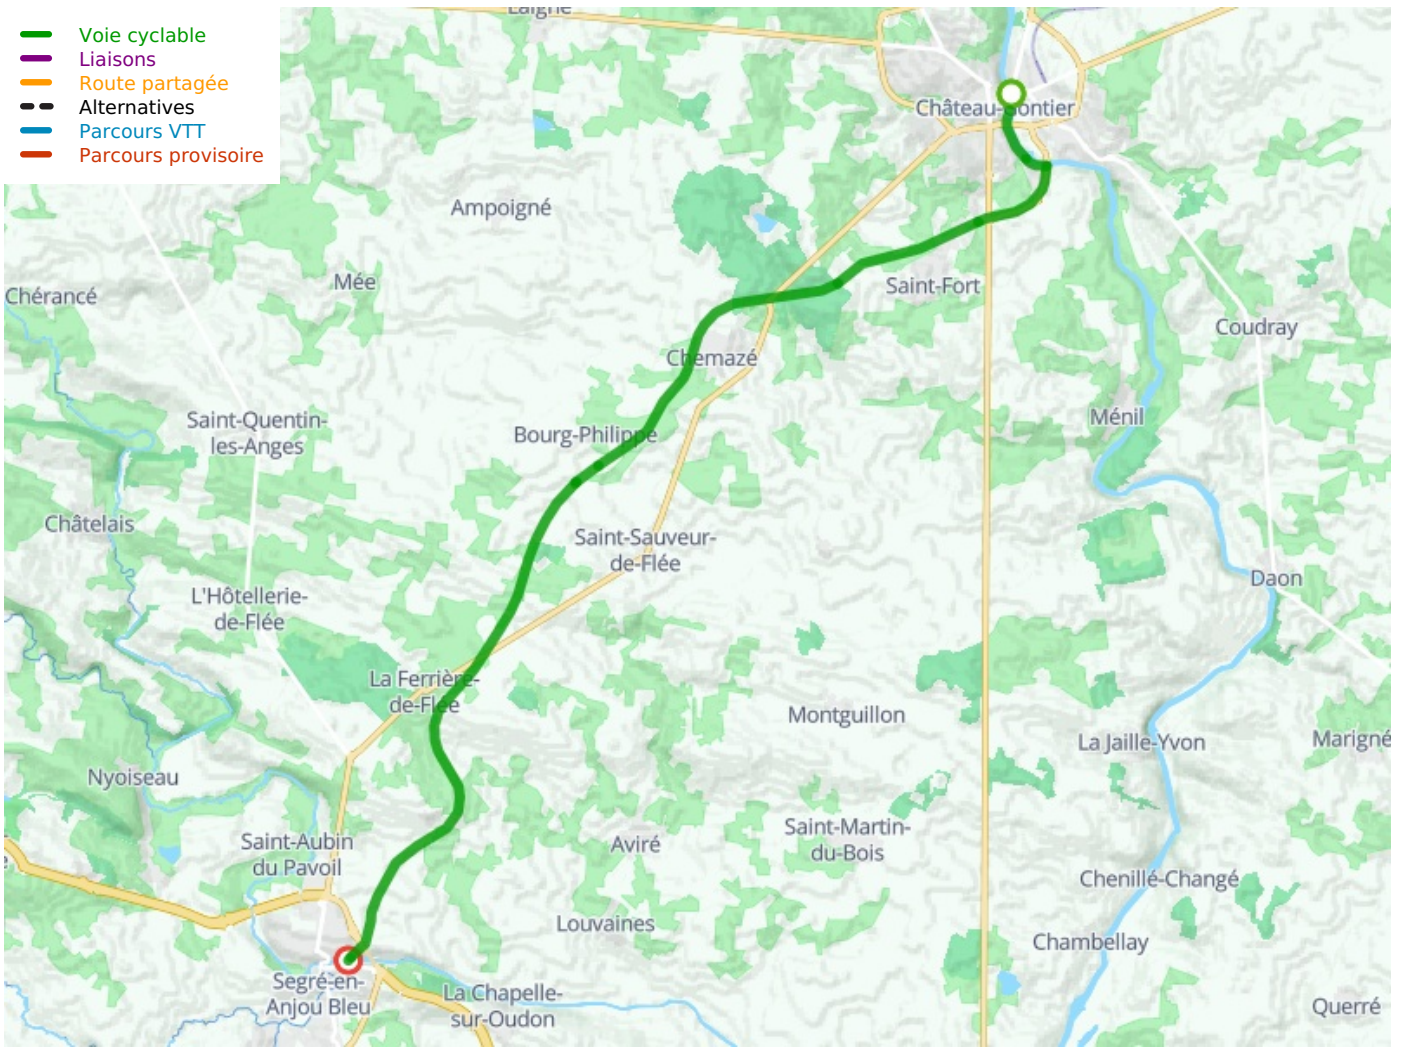 Laigné
Voie cyclable
Liaisons
Route partagée
Alternatives
Parcours VTT
Parcours provisoire
Château-Gontier
Ampoigné
Mée
Saint-Fort
Chérancé
Coudray
Chemazé
Saint-Quentin-
les-Anges
Bourg-Philippe
Ménil
Châtelais
Saint-Sauveur-
de-Flée
Daon
L'Hôtellerie-
de-Flée
La Ferrière-
de-Flée
Montguillon
La Jaille-Yvon
Marigné
Nyoiseau
Saint-Aubin
du Pavoil
Aviré
Saint-Martin-
du-Bois
Chenillé-Changé
Louvaines
Chambellay
Segré-en-
Anjou Bleu
La Chapelle-
sur-Oudon
Querré